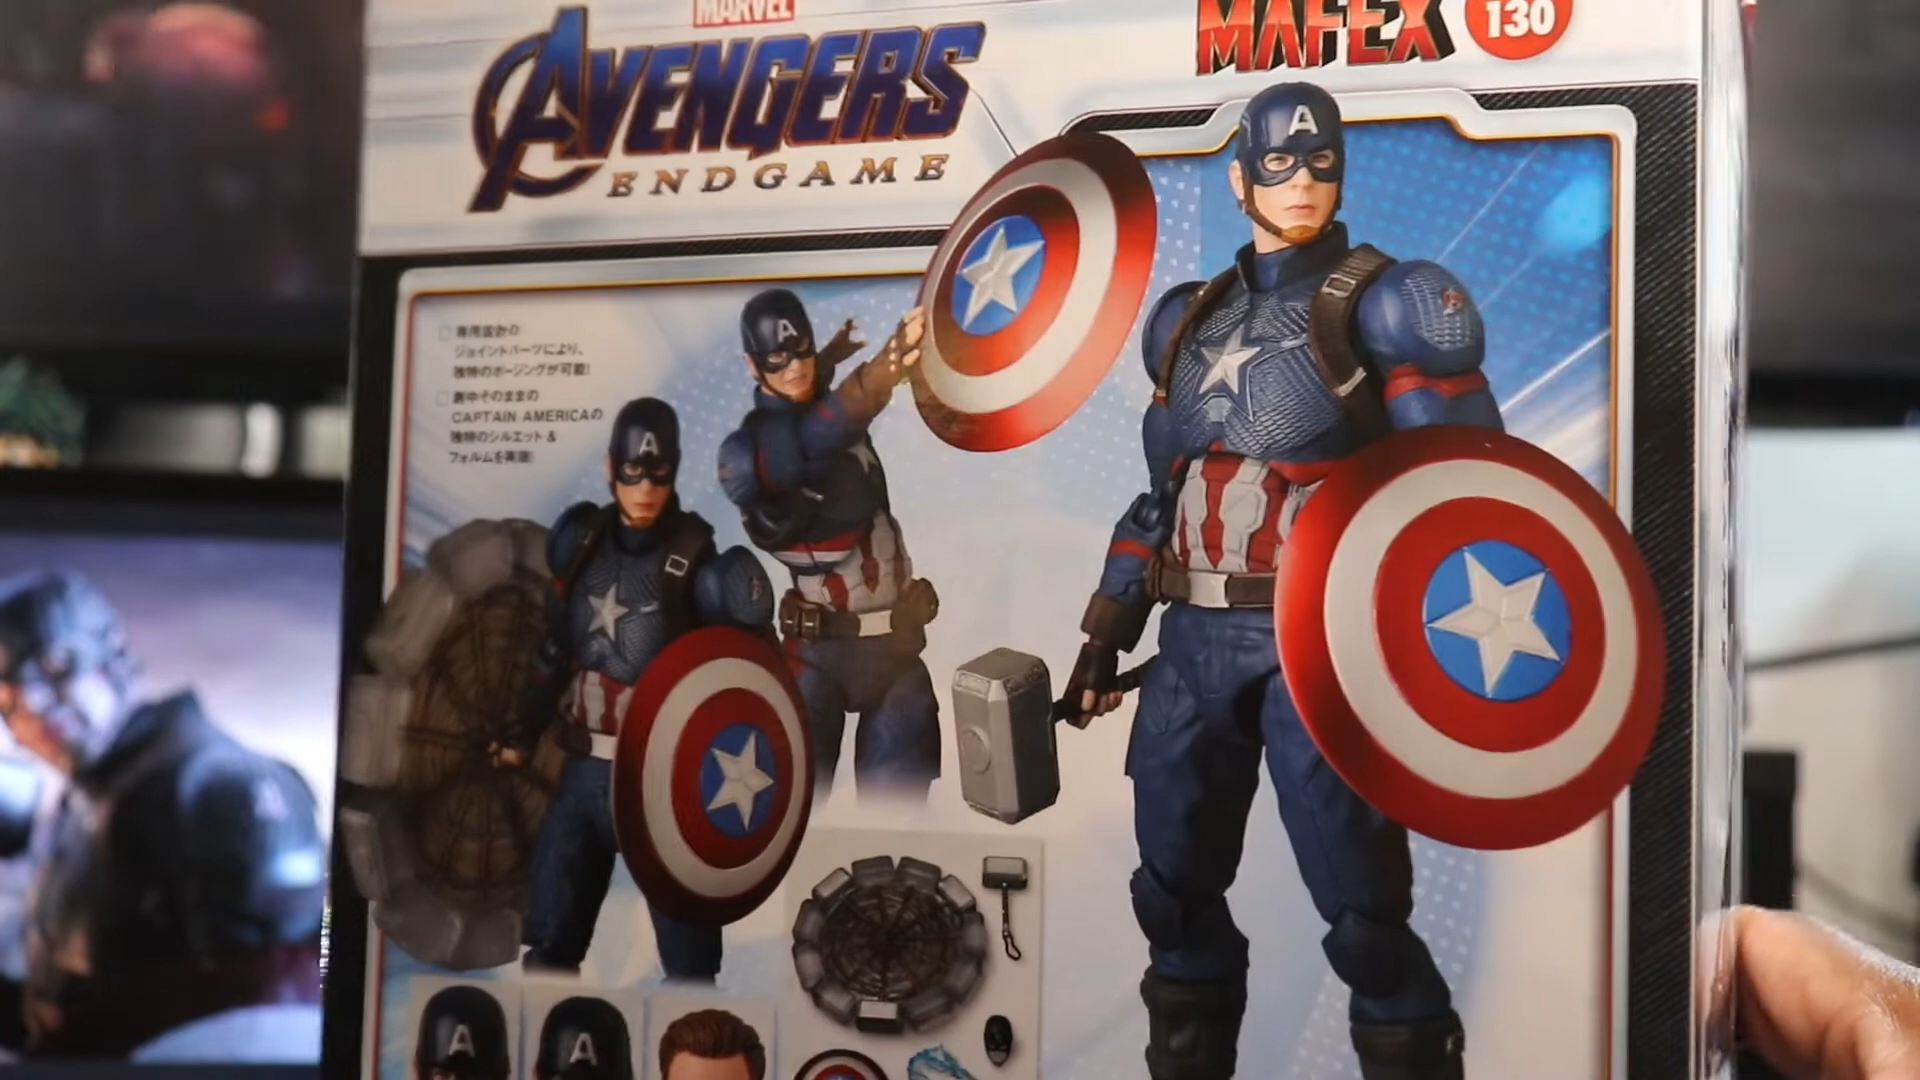 MARVEL
AVENGERS
ENDGAME
MAFEX
130
専用設計の
ジョイントパーツにより、
独特のポージングが可能!
劇中そのままの
CAPTAIN AMERICAの
独特のシルエット&
フォルムを実現!
A
A
A
A
A